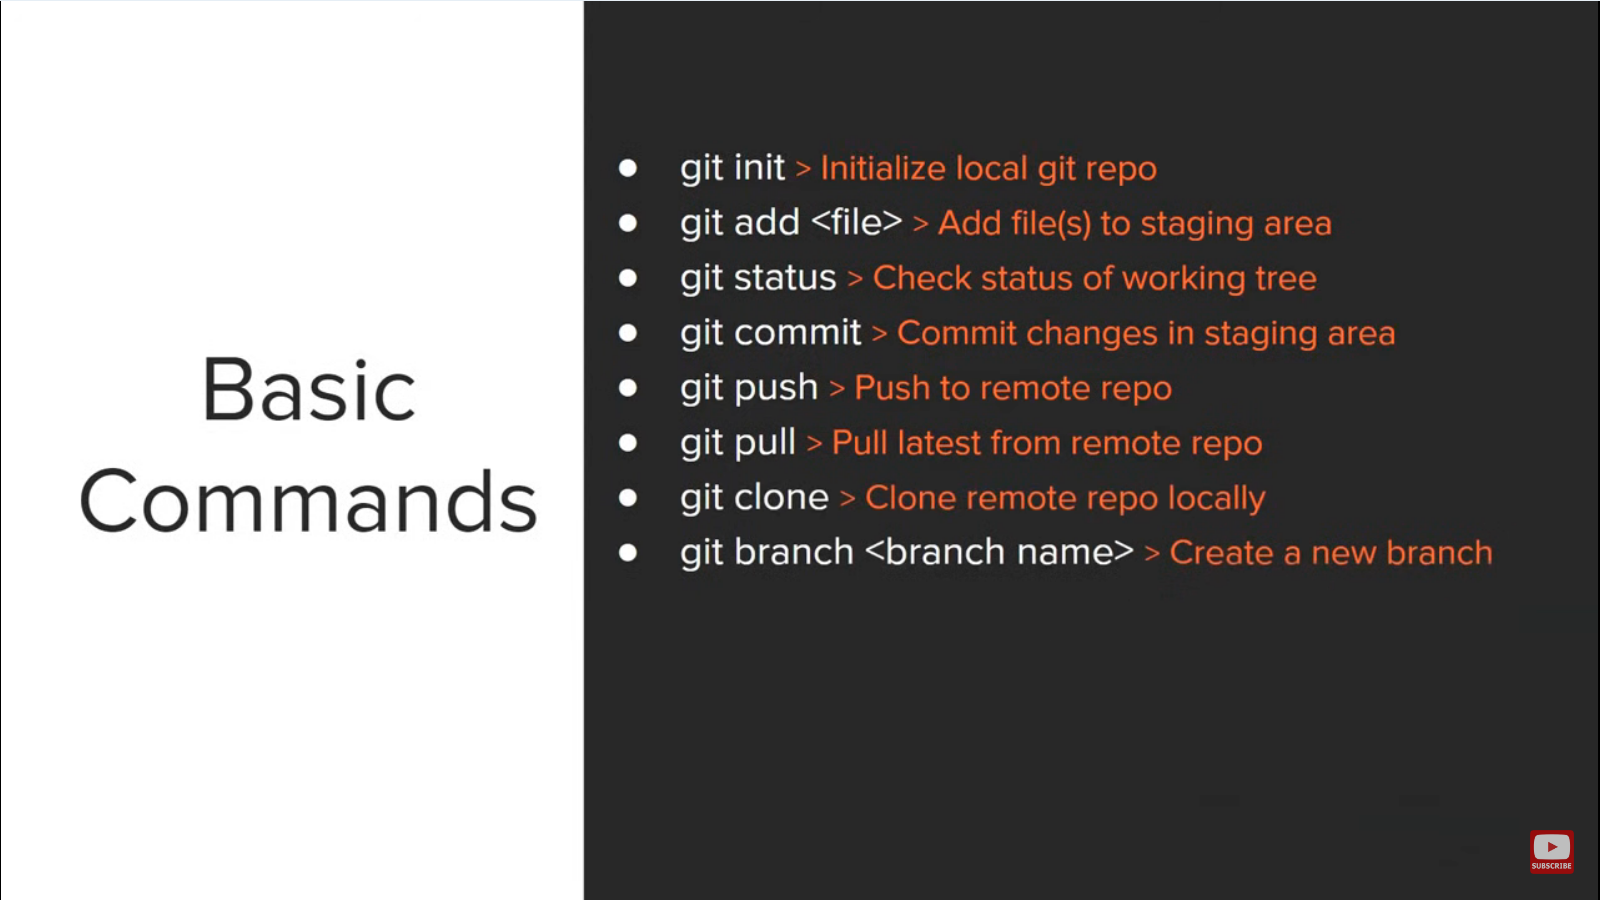 Basic
Commands
● git init > Initialize local git repo
● git add <file> > Add file(s) to staging area
● git status > Check status of working tree
● git commit > Commit changes in staging area
● git push > Push to remote repo
● git pull > Pull latest from remote repo
● git clone > Clone remote repo locally
● git branch <branch name> > Create a new branch
SUBSCRIBE